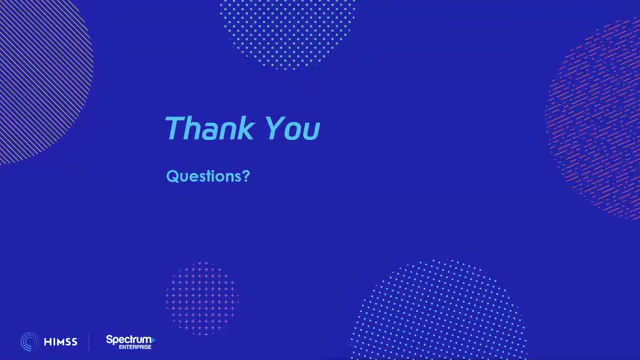 Thank You
Questions?
HIMSS
Spectrum
ENTERPRISE